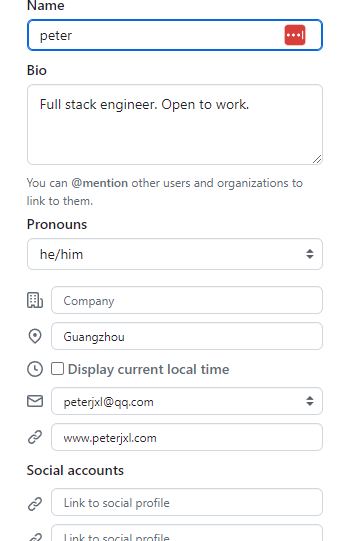 Name
peter
Bio
Full stack engineer. Open to work.
You can @mention other users and organizations to
link to them.
Pronouns
he/him
Company
Guangzhou
Display current local time
peterjxl@qq.com
www.peterjxl.com
Social accounts
Link to social profile
Link to social profile